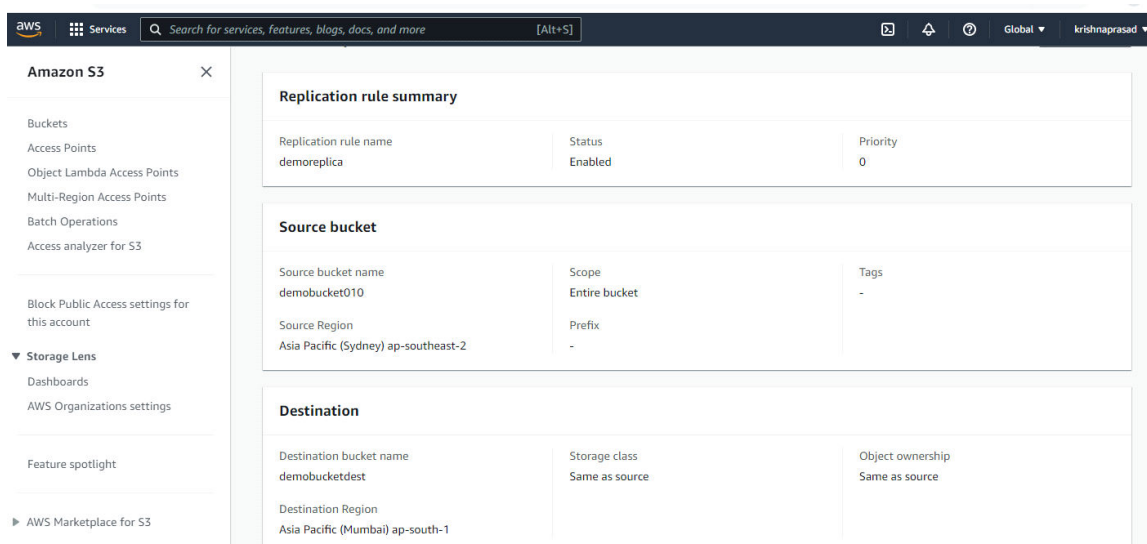 aws Services Search for services, features, blogs, docs, and more [Alt+S] Global krishnaprasad
Amazon S3
Buckets
Access Points
Object Lambda Access Points
Multi-Region Access Points
Batch Operations
Access analyzer for S3
Block Public Access settings for
this account
Storage Lens
Dashboards
AWS Organizations settings
Feature spotlight
AWS Marketplace for S3
Replication rule summary
Replication rule name
demoreplica
Status
Enabled
Priority
0
Source bucket
Source bucket name
demobucket010
Source Region
Asia Pacific (Sydney) ap-southeast-2
Scope
Entire bucket
Prefix
-
Tags
-
Destination
Destination bucket name
demobucketdest
Destination Region
Asia Pacific (Mumbai) ap-south-1
Storage class
Same as source
Object ownership
Same as source